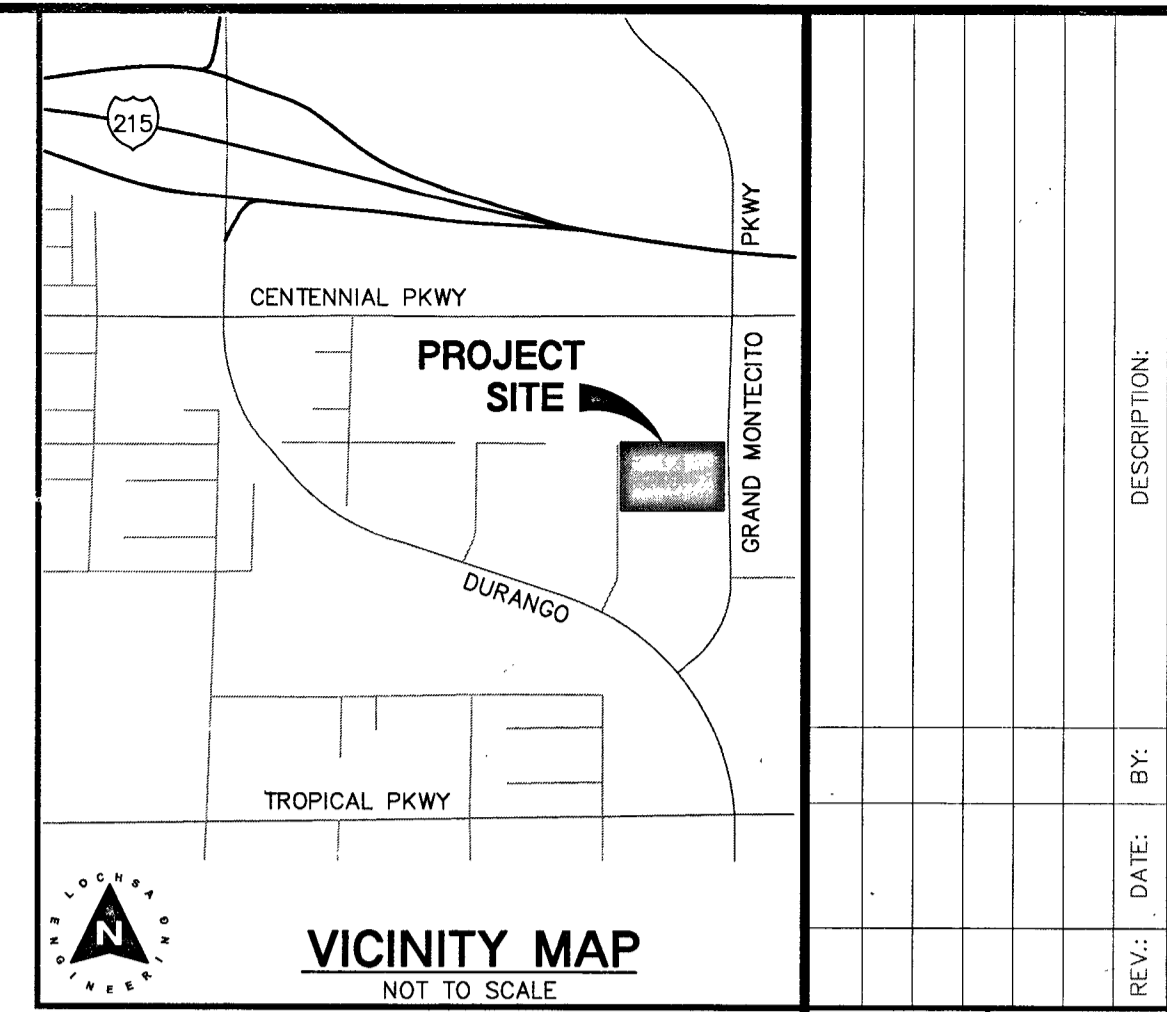 215
PKWY
CENTENNIAL PKWY
PROJECT
SITE
GRAND MONTECITO
DURANGO
TROPICAL PKWY
LOCHSA
ENGINEERING
N
VICINITY MAP
NOT TO SCALE
DESCRIPTION:
BY:
DATE:
REV.: